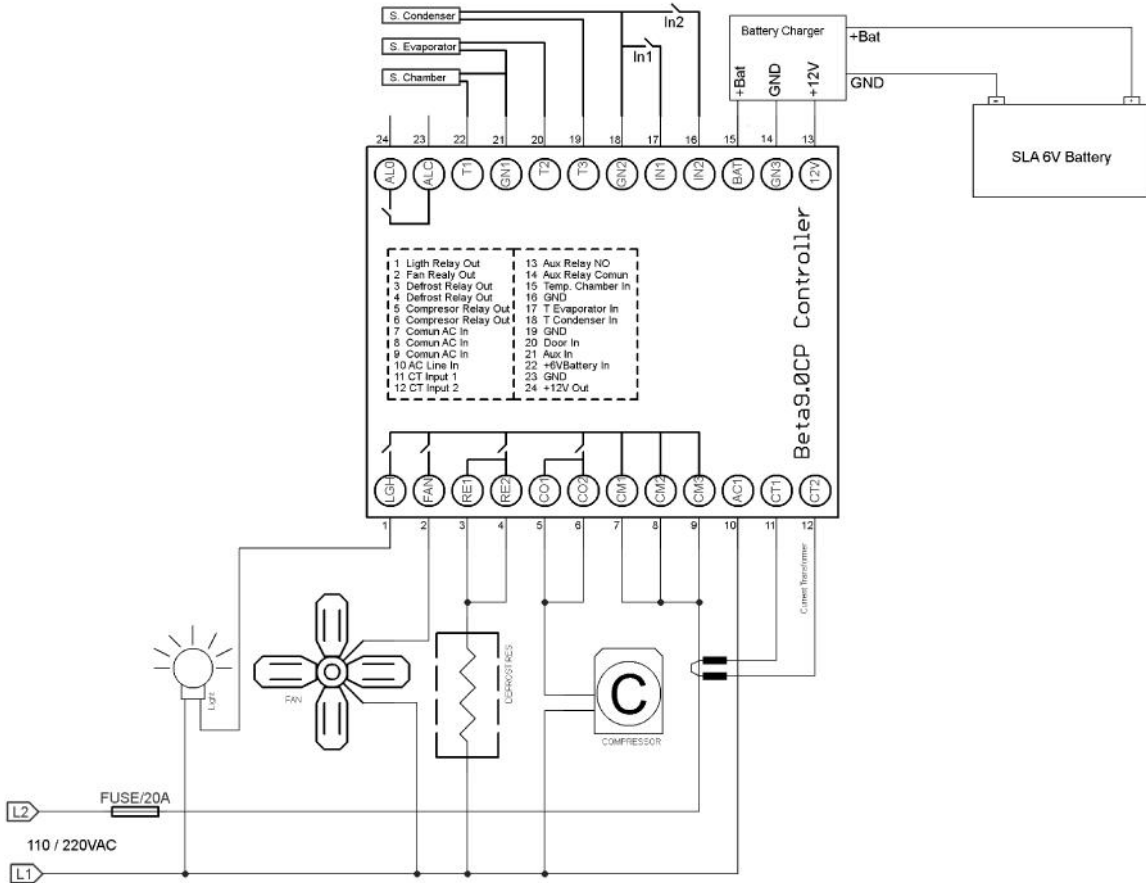 S. Condenser
In2
S. Evaporator
In1
S. Chamber
Battery Charger
+Bat
GND
+Bat
GND
+12V
SLA 6V Battery
24 23 22 21 20 19 18 17 16 15 14 13
AL0 ALC T1 GN1 T2 T3 GN2 IN1 IN2 BAT GN3 12V
1 Ligth Relay Out
2 Fan Realy Out
3 Defrost Relay Out
4 Defrost Relay Out
5 Compresor Relay Out
6 Compresor Relay Out
7 Comun AC In
8 Comun AC In
9 Comun AC In
10 AC Line In
11 CT Input 1
12 CT Input 2
13 Aux Relay NO
14 Aux Relay Comun
15 Temp. Chamber In
16 GND
17 T Evaporator In
18 T Condenser In
19 GND
20 Door In
21 Aux In
22 +6VBattery In
23 GND
24 +12V Out
Beta9.0CP Controller
LGH FAN RE1 RE2 CO1 CO2 CM1 CM2 CM3 AC1 CT1 CT2
1 2 3 4 5 6 7 8 9 10 11 12
Current Transformer
Light
FAN
DEFROST RES
C
COMPRESSOR
FUSE/20A
L2
110 / 220VAC
L1